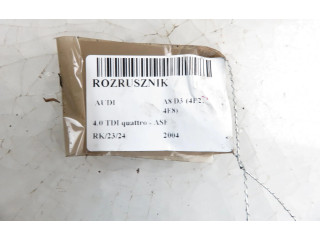 ROZRUSZNIK
AUDI A8 D3 (4E2,
4E8)
4.0 TDI quattro - ASE
RK/23/24 2004